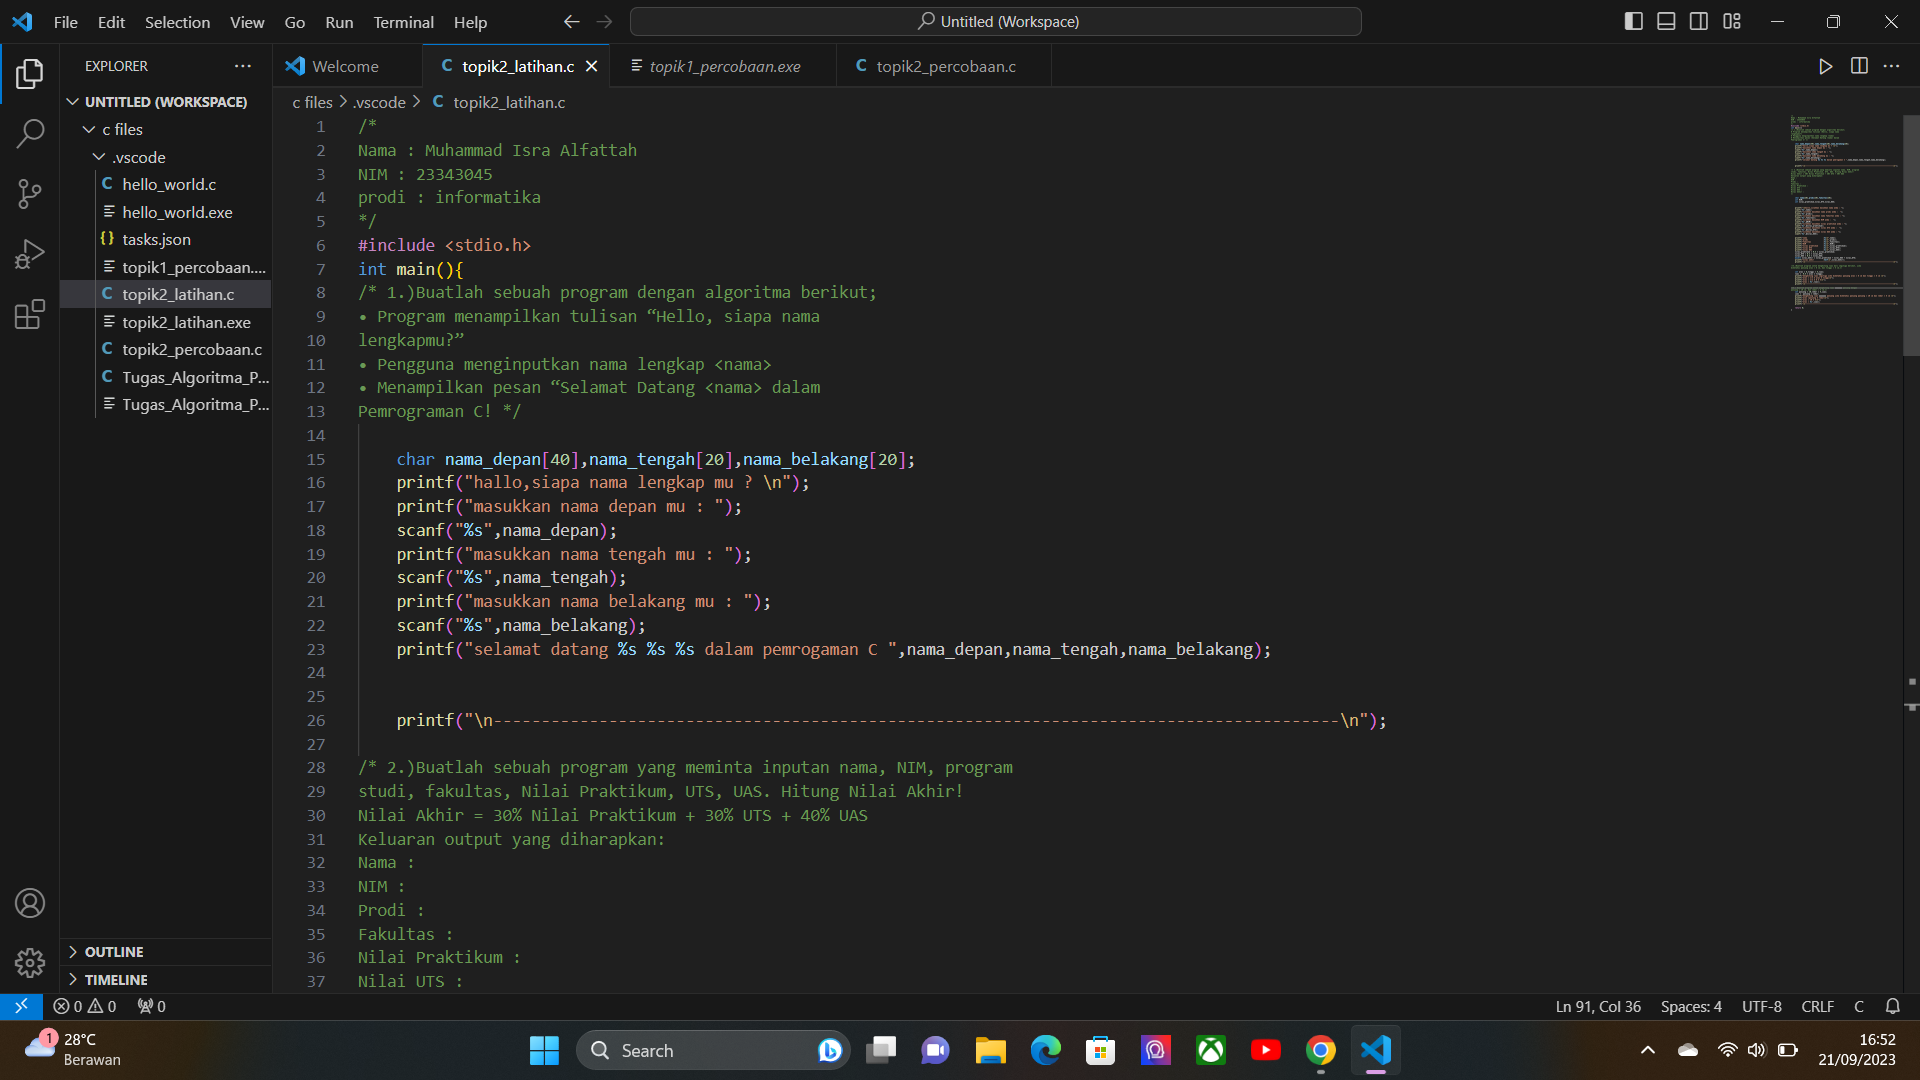 File Edit Selection View Go Run Terminal Help
Untitled (Workspace)
EXPLORER
UNTITLED (WORKSPACE)
c files
.vscode
hello_world.c
hello_world.exe
tasks.json
topik1_percobaan....
topik2_latihan.c
topik2_latihan.exe
topik2_percobaan.c
Tugas_Algoritma_P...
Tugas_Algoritma_P...
OUTLINE
TIMELINE
Welcome
topik2_latihan.c
topik1_percobaan.exe
topik2_percobaan.c
c files > .vscode > C topik2_latihan.c
1 /*
2 Nama : Muhammad Isra Alfattah
3 NIM : 23343045
4 prodi : informatika
5 */
6 #include <stdio.h>
7 int main(){
8 /* 1.)Buatlah sebuah program dengan algoritma berikut;
9 • Program menampilkan tulisan “Hello, siapa nama
10 lengkapmu?”
11 • Pengguna menginputkan nama lengkap <nama>
12 • Menampilkan pesan “Selamat Datang <nama> dalam
13 Pemrograman C! */
14
15 char nama_depan[40],nama_tengah[20],nama_belakang[20];
16 printf("hallo,siapa nama lengkap mu ? \n");
17 printf("masukkan nama depan mu : ");
18 scanf("%s",nama_depan);
19 printf("masukkan nama tengah mu : ");
20 scanf("%s",nama_tengah);
21 printf("masukkan nama belakang mu : ");
22 scanf("%s",nama_belakang);
23 printf("selamat datang %s %s %s dalam pemrogaman C ",nama_depan,nama_tengah,nama_belakang);
24
25
26 printf("\n----------------------------------------------------------------------------------------\n");
27
28 /* 2.)Buatlah sebuah program yang meminta inputan nama, NIM, program
29 studi, fakultas, Nilai Praktikum, UTS, UAS. Hitung Nilai Akhir!
30 Nilai Akhir = 30% Nilai Praktikum + 30% UTS + 40% UAS
31 Keluaran output yang diharapkan:
32 Nama :
33 NIM :
34 Prodi :
35 Fakultas :
36 Nilai Praktikum :
37 Nilai UTS :
0 0 0
Ln 91, Col 36 Spaces: 4 UTF-8 CRLF C
1
28°C
Berawan
Search
16:52
21/09/2023